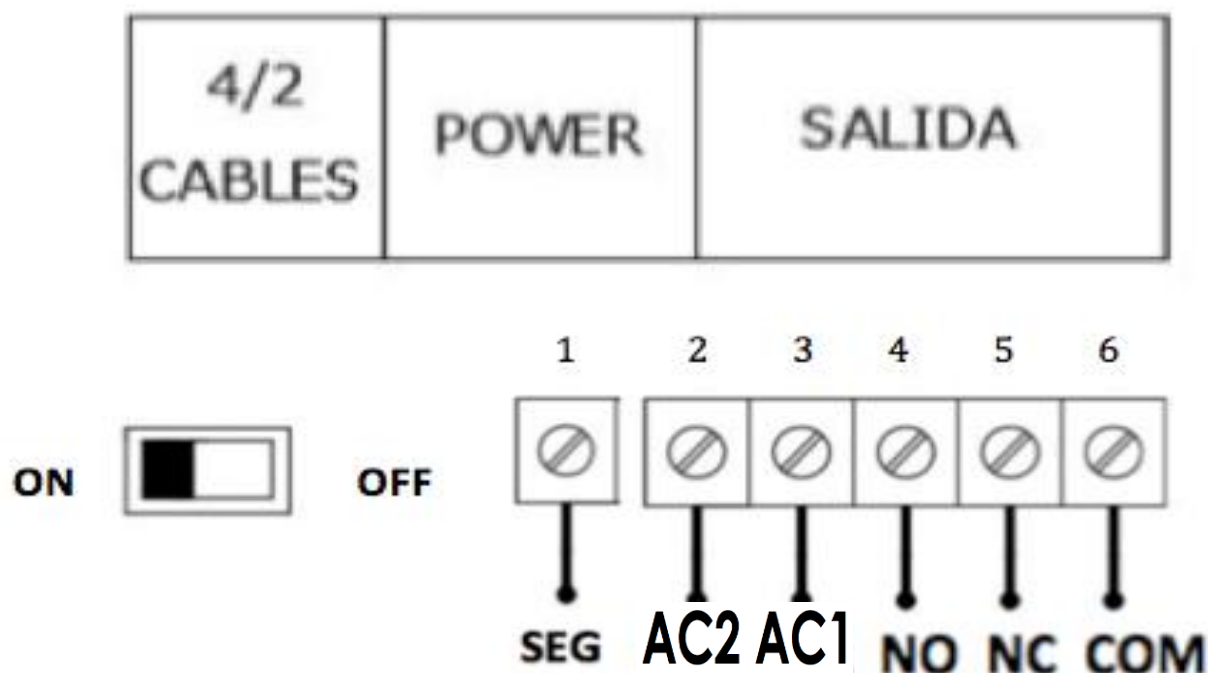 4/2
CABLES
POWER
SALIDA
1 2 3 4 5 6
ON OFF
SEG AC2 AC1 NO NC COM